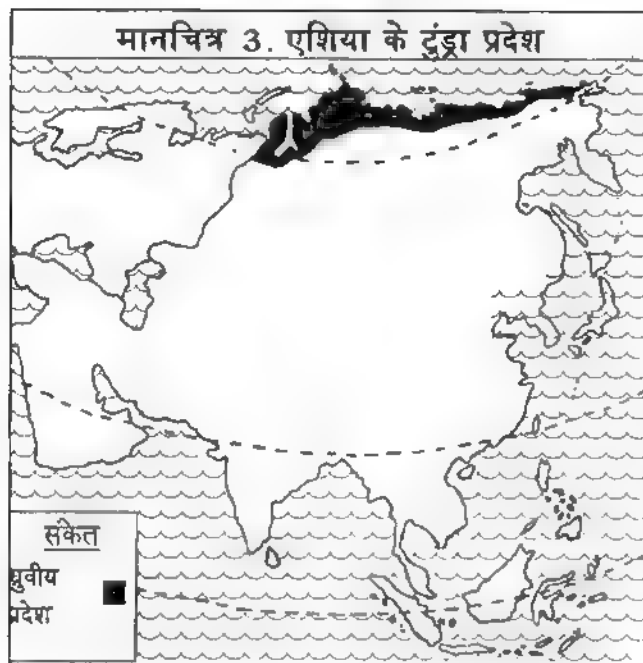 मानचित्र 3. एशिया के टुंड्रा प्रदेश
संकेत
ध्रुवीय
प्रदेश